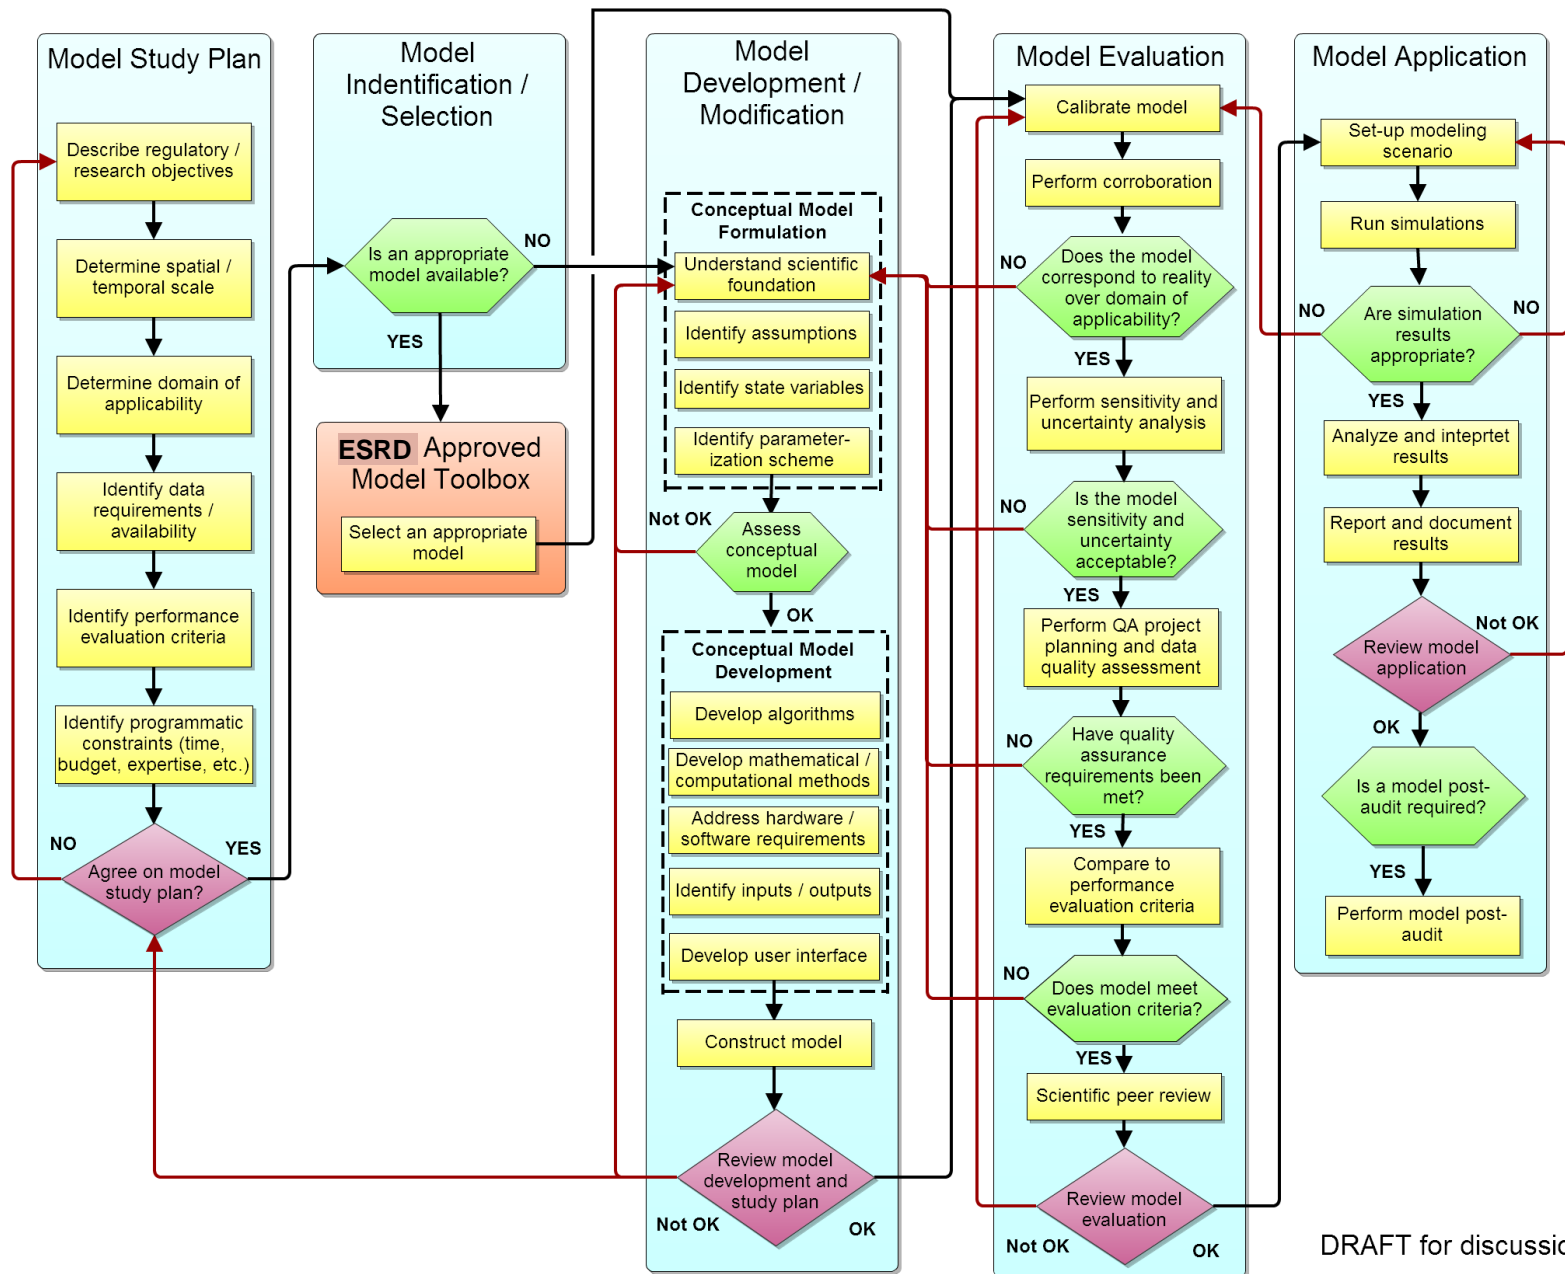 Model Study Plan
Describe regulatory /
research objectives
Determine spatial /
temporal scale
Determine domain of
applicability
Identify data
requirements /
availability
Identify performance
evaluation criteria
Identify programmatic
constraints (time,
budget, expertise, etc.)
NO
YES
Agree on model
study plan?
Model
Indentification /
Selection
Is an appropriate
model available?
NO
YES
ESRD Approved
Model Toolbox
Select an appropriate
model
Model
Development /
Modification
Conceptual Model
Formulation
Understand scientific
foundation
Identify assumptions
Identify state variables
Identify parameter-
ization scheme
Not OK
Assess
conceptual
model
OK
Conceptual Model
Development
Develop algorithms
Develop mathematical /
computational methods
Address hardware /
software requirements
Identify inputs / outputs
Develop user interface
Construct model
Review model
development and
study plan
Not OK
OK
Model Evaluation
Calibrate model
Perform corroboration
NO
Does the model
correspond to reality
over domain of
applicability?
YES
Perform sensitivity and
uncertainty analysis
NO
Is the model
sensitivity and
uncertainty
acceptable?
YES
Perform QA project
planning and data
quality assessment
NO
Have quality
assurance
requirements been
met?
YES
Compare to
performance
evaluation criteria
NO
Does model meet
evaluation criteria?
YES
Scientific peer review
Review model
evaluation
Not OK
OK
Model Application
Set-up modeling
scenario
Run simulations
NO
NO
Are simulation
results
appropriate?
YES
Analyze and inteprtet
results
Report and document
results
Not OK
Review model
application
OK
Is a model post-
audit required?
YES
Perform model post-
audit
DRAFT for discussio